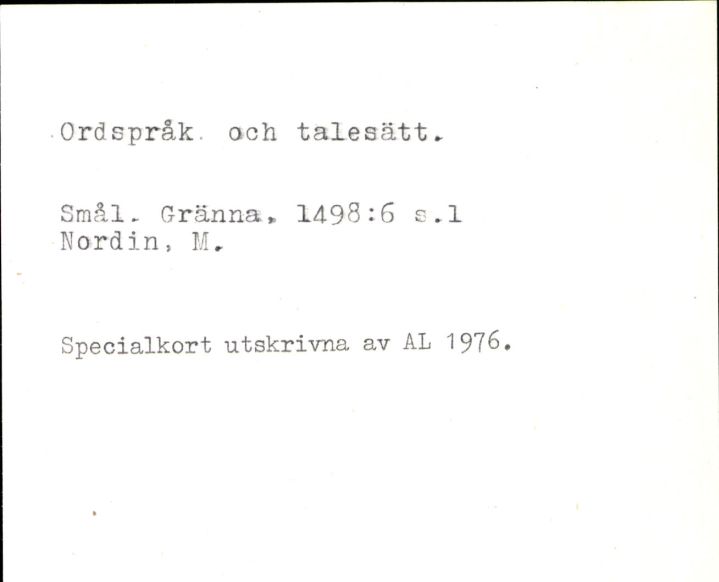 Ordspråk och talesätt.
Smål. Gränna, 1498:6 s.1
Nordin, M.
Specialkort utskrivna av AL 1976.